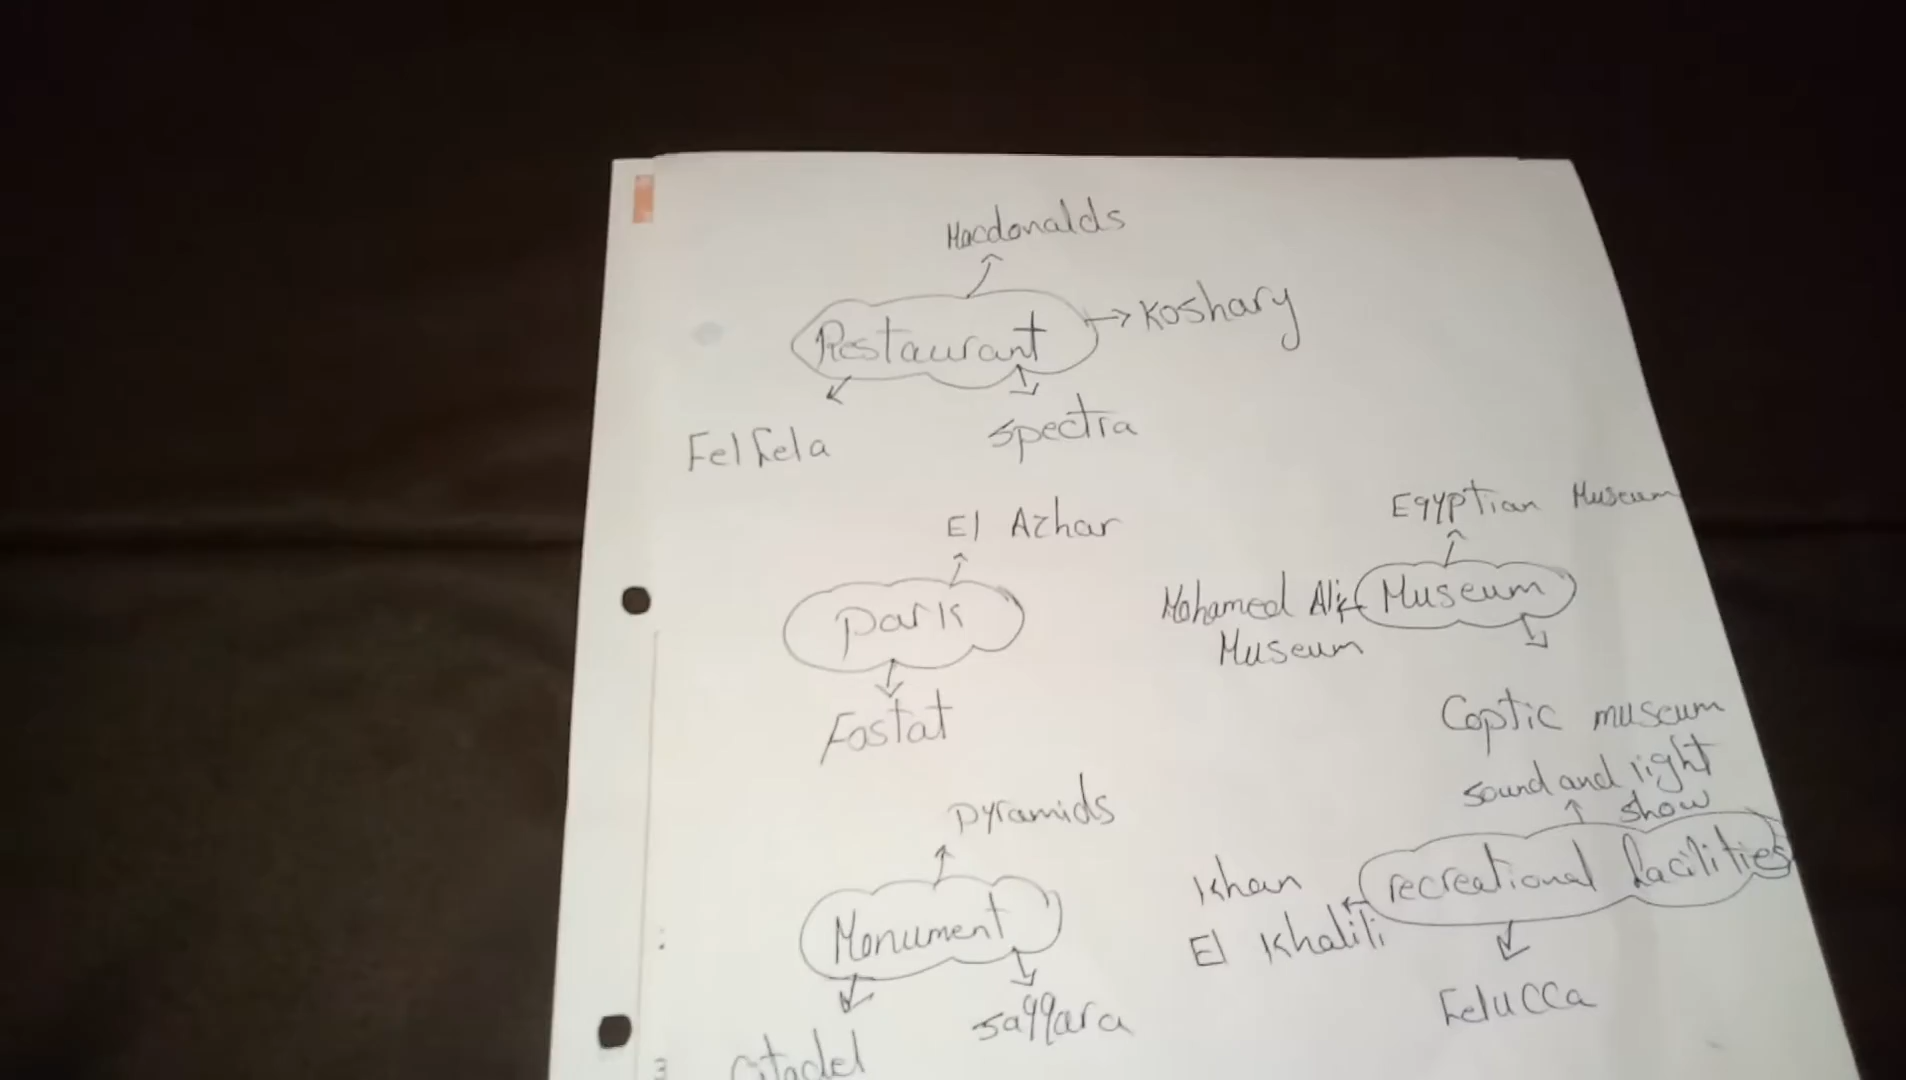 Macdonalds
Restaurant
Koshary
Felfela
Spectra
El Azhar
Park
Fostat
Egyptian Museum
Museum
Mohamed Ali
Museum
Coptic museum
Pyramids
Monument
Citadel
Saqqara
sound and light
show
recreational facilities
Khan
El Khalili
Felucca
3